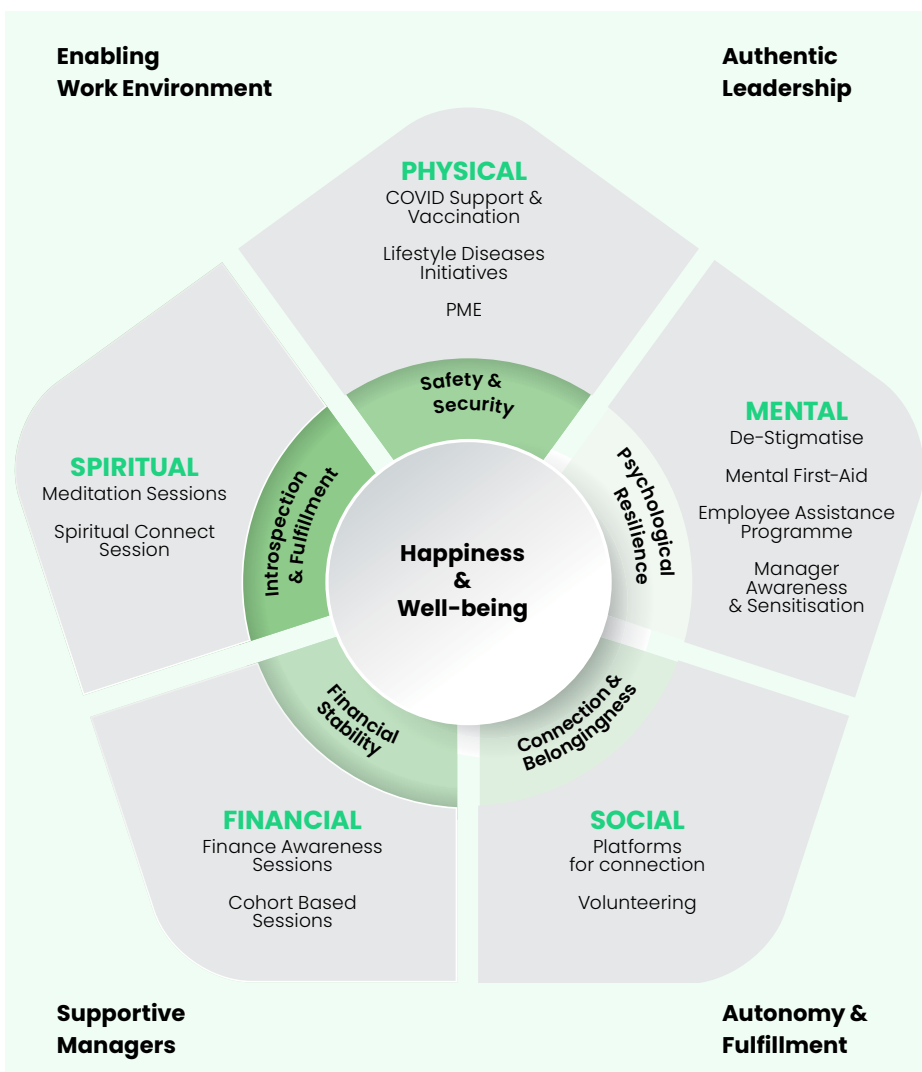 Enabling
Work Environment
Authentic
Leadership
PHYSICAL
COVID Support &
Vaccination
Lifestyle Diseases
Initiatives
PME
Safety &
Security
MENTAL
De-Stigmatise
Mental First-Aid
Employee Assistance
Programme
Manager
Awareness
& Sensitisation
Psychological
Resilience
SPIRITUAL
Meditation Sessions
Spiritual Connect
Session
Introspection
& Fulfillment
Happiness
&
Well-being
Financial
Stability
Connection &
Belongingness
FINANCIAL
Finance Awareness
Sessions
Cohort Based
Sessions
SOCIAL
Platforms
for connection
Volunteering
Supportive
Managers
Autonomy &
Fulfillment